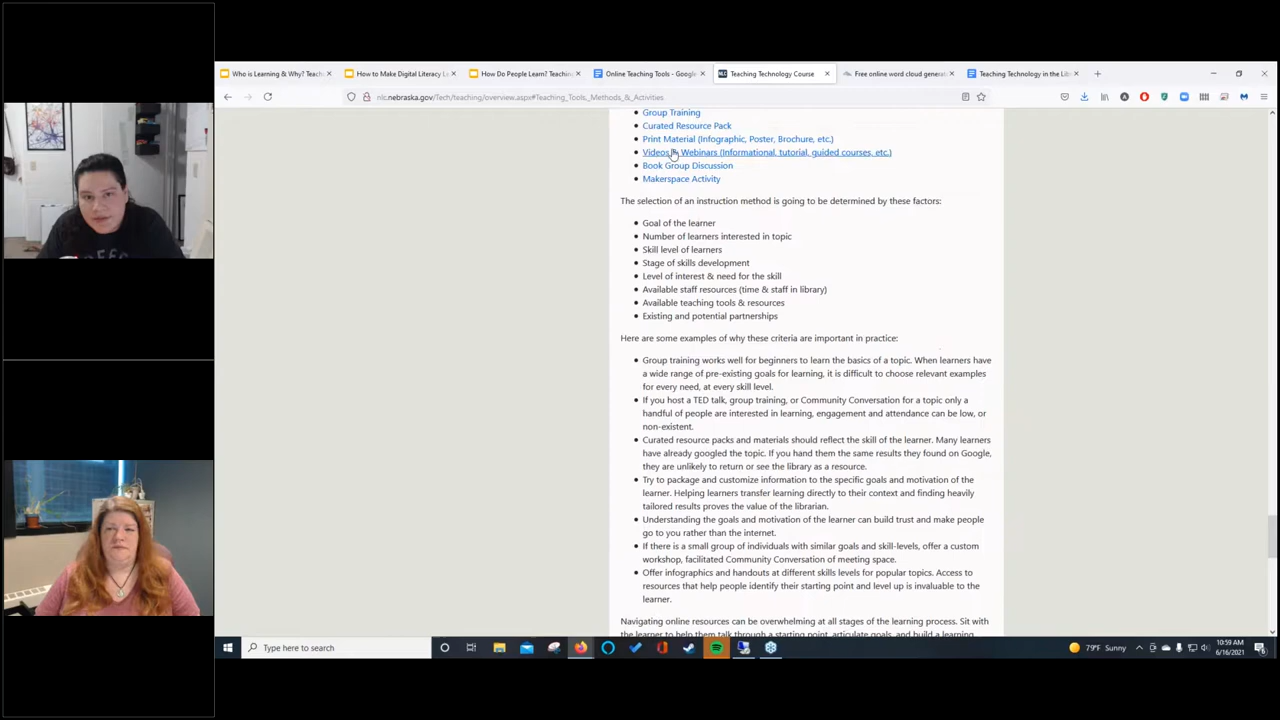 Who is Learning & Why? Teach
How to Make Digital Literacy L
How Do People Learn? Teachin
Online Teaching Tools - Google
Teaching Technology Course
Free online word cloud genera
Teaching Technology in the Lib
nlc.nebraska.gov/Tech/teaching/overview.aspx#Teaching_Tools,_Methods_&_Activities
Group Training
Curated Resource Pack
Print Material (Infographic, Poster, Brochure, etc.)
Videos Webinars (Informational, tutorial, guided courses, etc.)
Book Group Discussion
Makerspace Activity
The selection of an instruction method is going to be determined by these factors:
Goal of the learner
Number of learners interested in topic
Skill level of learners
Stage of skills development
Level of interest & need for the skill
Available staff resources (time & staff in library)
Available teaching tools & resources
Existing and potential partnerships
Here are some examples of why these criteria are important in practice:
Group training works well for beginners to learn the basics of a topic. When learners have
a wide range of pre-existing goals for learning, it is difficult to choose relevant examples
for every need, at every skill level.
If you host a TED talk, group training, or Community Conversation for a topic only a
handful of people are interested in learning, engagement and attendance can be low, or
non-existent.
Curated resource packs and materials should reflect the skill of the learner. Many learners
have already googled the topic. If you hand them the same results they found on Google,
they are unlikely to return or see the library as a resource.
Try to package and customize information to the specific goals and motivation of the
learner. Helping learners transfer learning directly to their context and finding heavily
tailored results proves the value of the librarian.
Understanding the goals and motivation of the learner can build trust and make people
go to you rather than the internet.
If there is a small group of individuals with similar goals and skill-levels, offer a custom
workshop, facilitated Community Conversation of meeting space.
Offer infographics and handouts at different skills levels for popular topics. Access to
resources that help people identify their starting point and level up is invaluable to the
learner.
Navigating online resources can be overwhelming at all stages of the learning process. Sit with
the learner to help them talk through a starting point, articulate goals, and build a learning
Type here to search
79°F Sunny
10:59 AM
6/16/2021